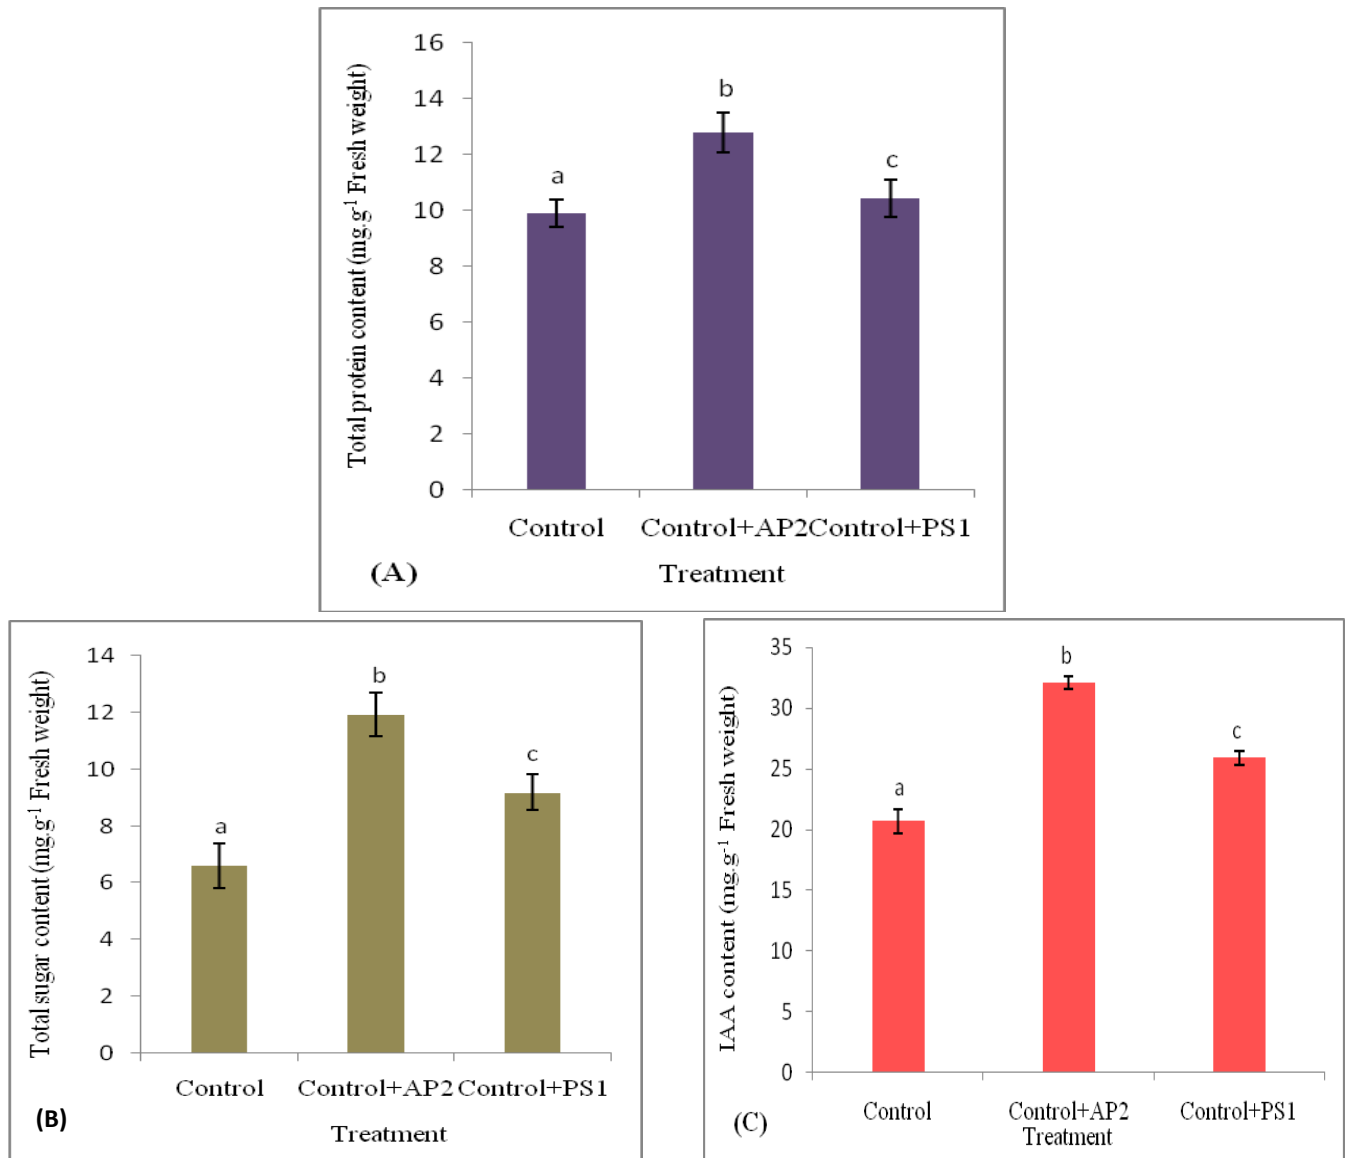 Total protein content (mg.g⁻¹ Fresh weight)
16
14
12
10
8
6
4
2
0
a
b
c
Control
Control+AP2
Control+PS1
(A)
Treatment
Total sugar content (mg.g⁻¹ Fresh weight)
14
12
10
8
6
4
2
0
a
b
c
Control
Control+AP2
Control+PS1
(B)
Treatment
IAA content (mg.g⁻¹ Fresh weight)
35
30
25
20
15
10
5
0
a
b
c
Control
Control+AP2
Control+PS1
(C)
Treatment